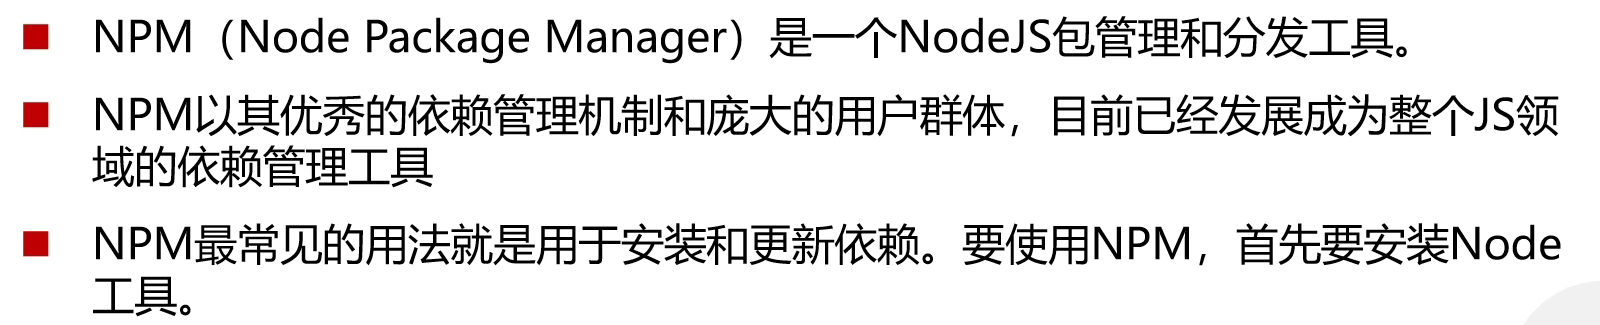 NPM（Node Package Manager）是一个NodeJS包管理和分发工具。
NPM以其优秀的依赖管理机制和庞大的用户群体，目前已经发展成为整个JS领
域的依赖管理工具
NPM最常见的用法就是用于安装和更新依赖。要使用NPM，首先要安装Node
工具。